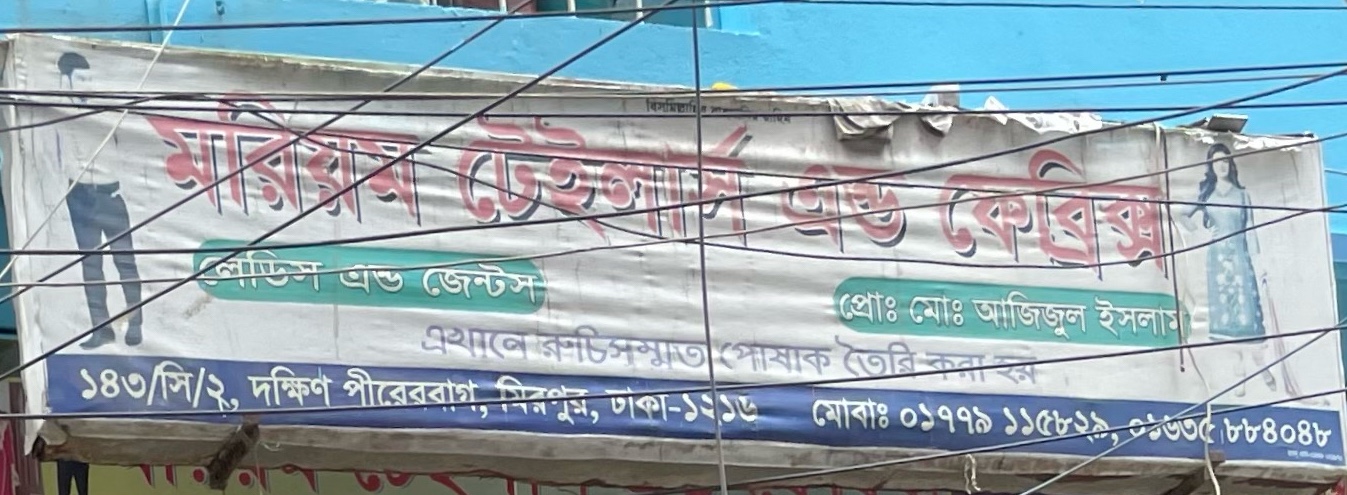 বিসমিল্লাহির
মরিয়ম টেইলার্স এন্ড ফেব্রিক্স
লেডিস এন্ড জেন্টস
প্রোঃ মোঃ আজিজুল ইসলাম
এখানে রুচিসম্মত পোষাক তৈরি করা হয়
১৪৩/সি/২, দক্ষিণ পীরেরবাগ, মিরপুর, ঢাকা-১২১৬ মোবাঃ ০১৭৭৯ ১১৫৮২৯, ০১৬৩৫ ৮৮৪০৪৮